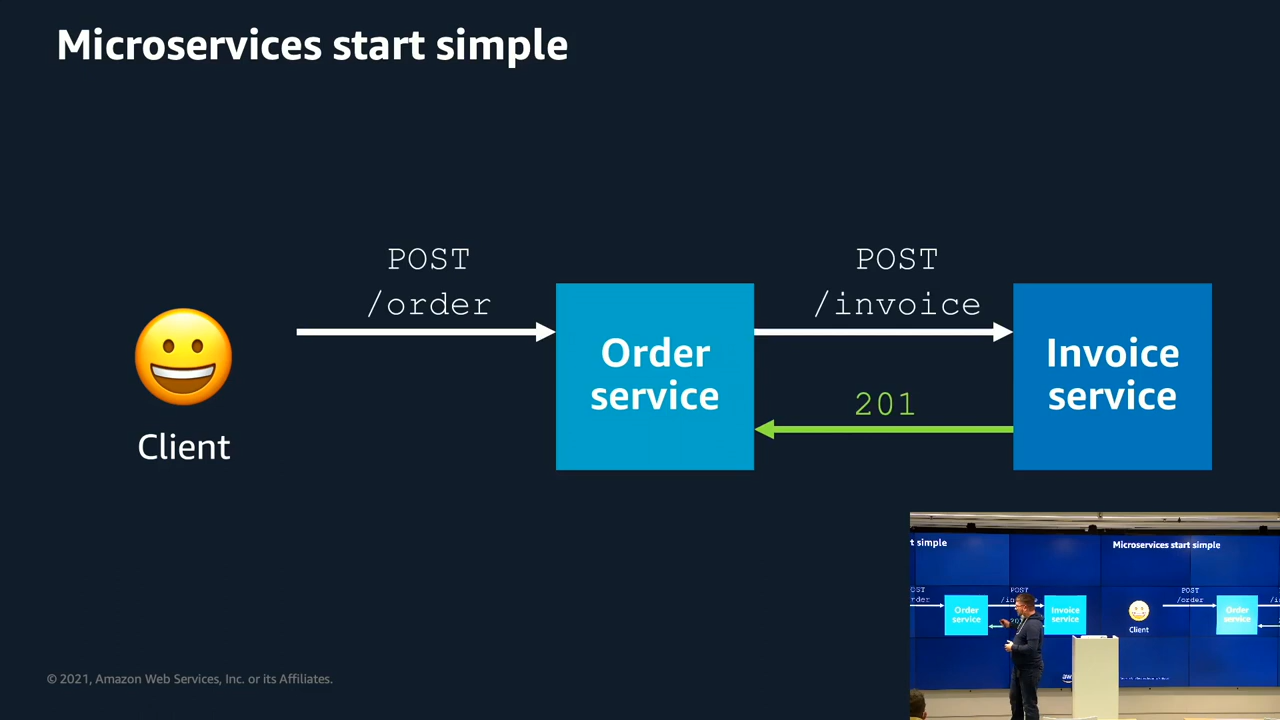 Microservices start simple
POST
/order
POST
/invoice
Order
service
Invoice
service
201
Client
© 2021, Amazon Web Services, Inc. or its Affiliates.
t simple
Microservices start simple
POST
/order
Order
service
Invoice
service
Client
Order
service